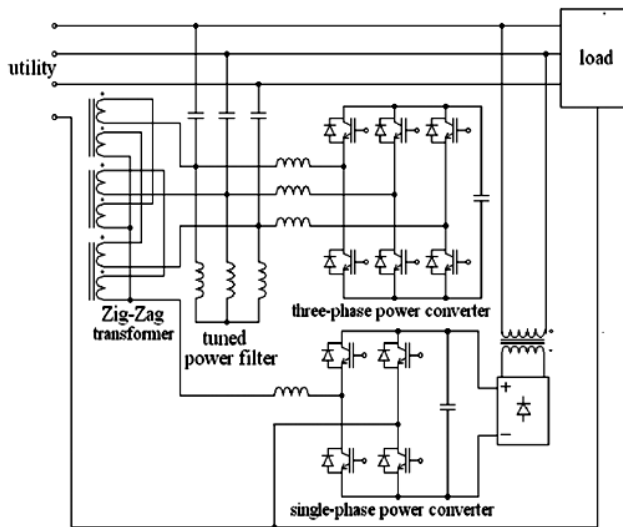 load
utility
Zig-Zag
transformer
tuned
power filter
three-phase power converter
+
−
single-phase power converter